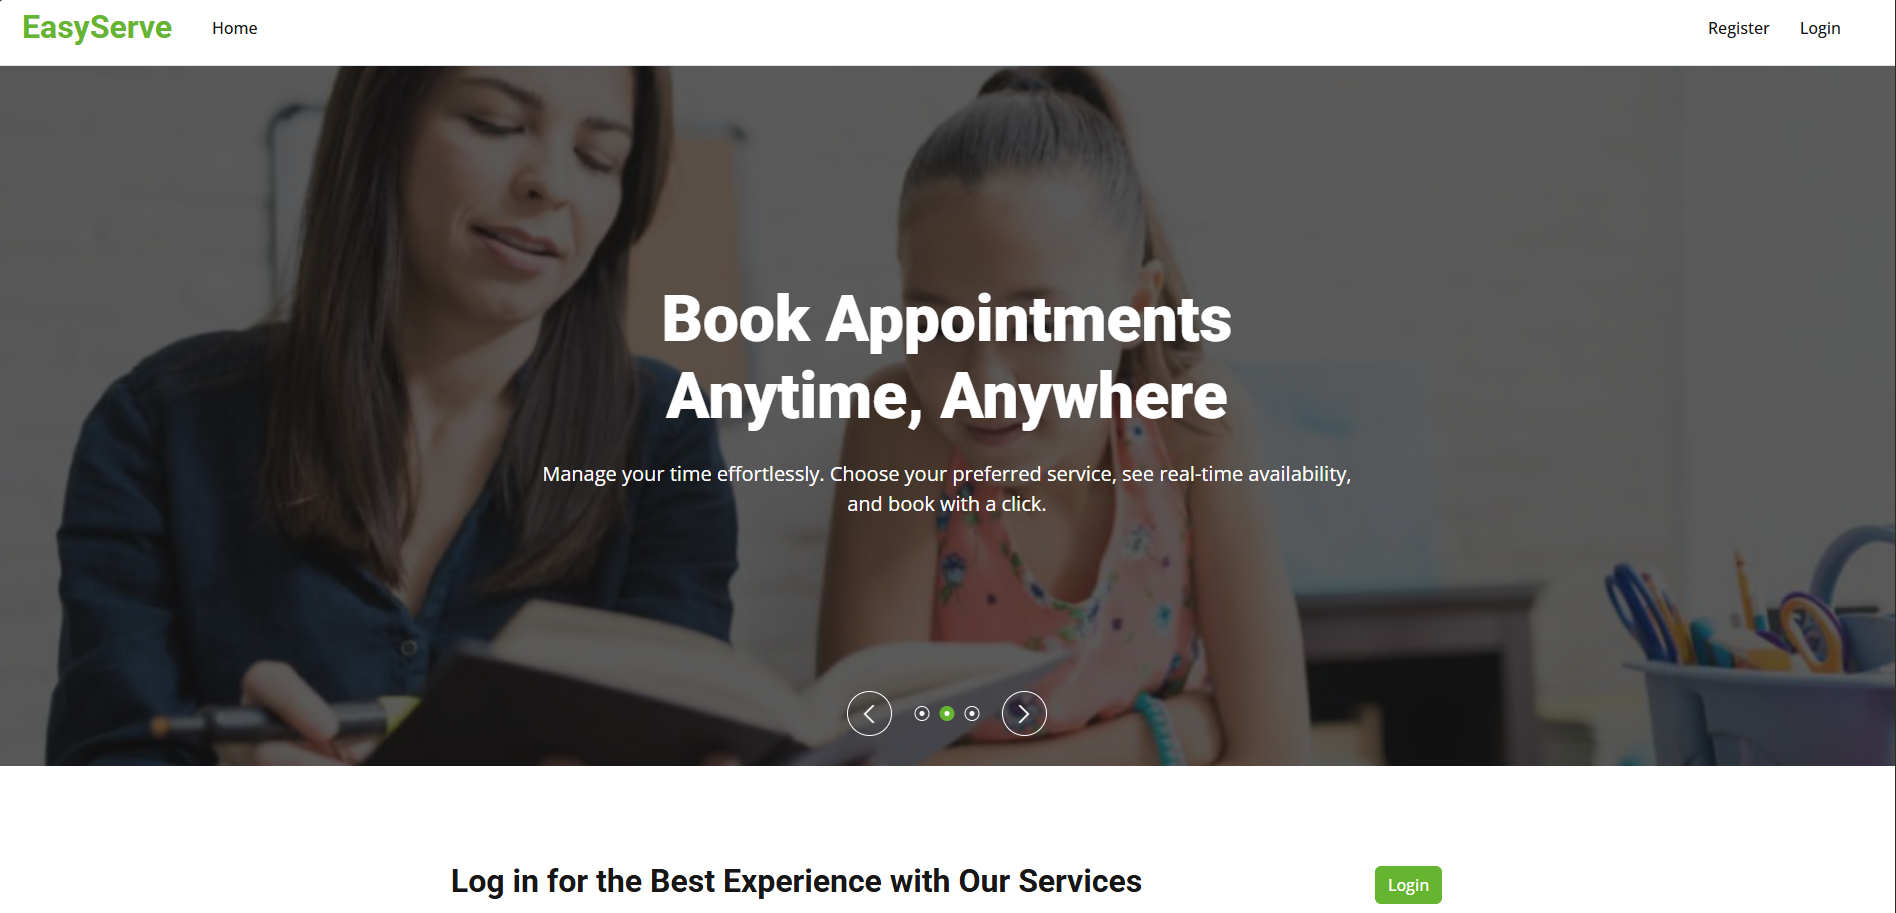 EasyServe
Home
Register
Login
Book Appointments
Anytime, Anywhere
Manage your time effortlessly. Choose your preferred service, see real-time availability,
and book with a click.
Log in for the Best Experience with Our Services
Login